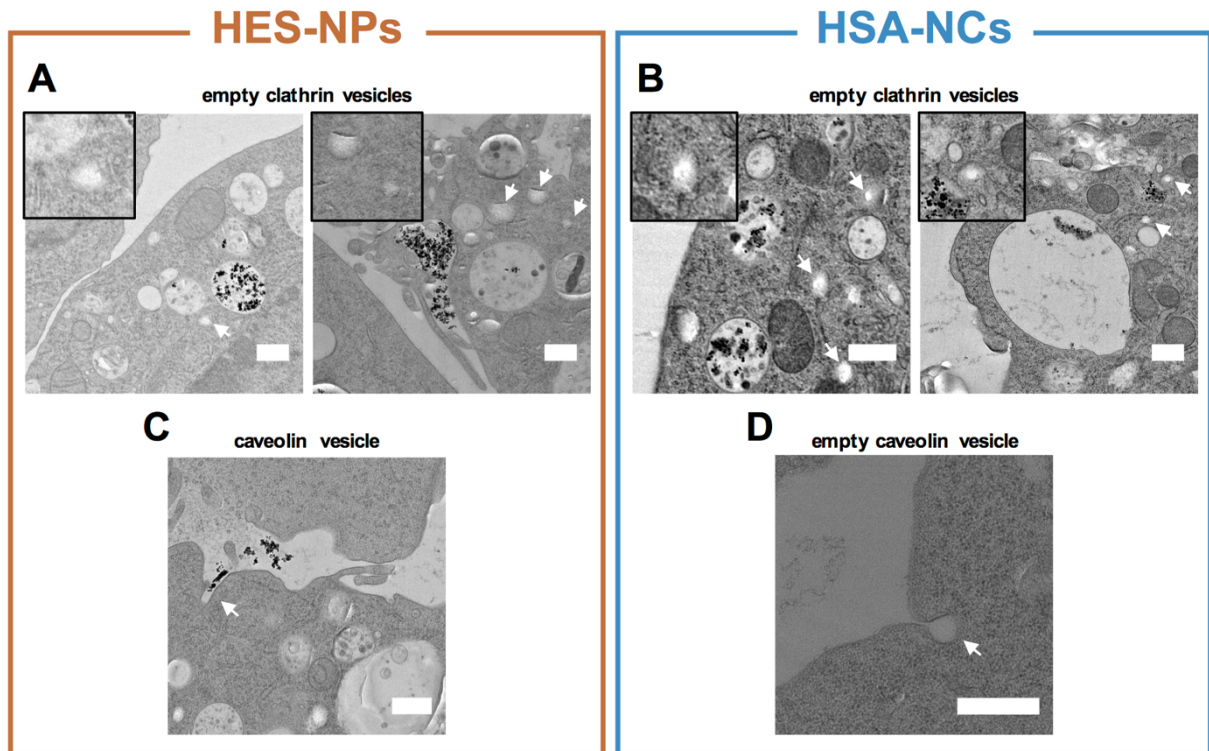 HES-NPs
HSA-NCs
A
empty clathrin vesicles
B
empty clathrin vesicles
C
caveolin vesicle
D
empty caveolin vesicle